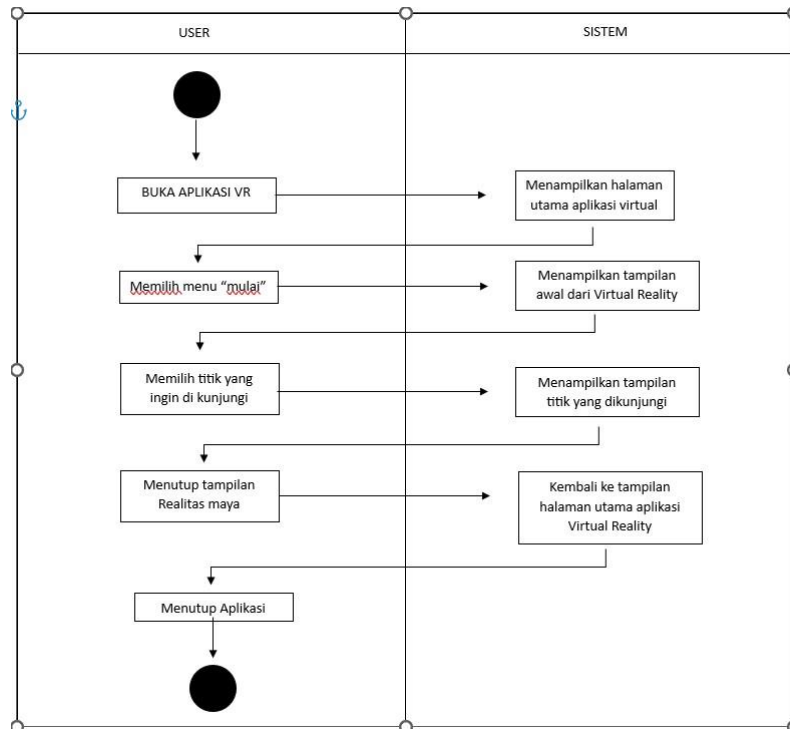 USER
SISTEM
BUKA APLIKASI VR
Menampilkan halaman
utama aplikasi virtual
Memilih menu “mulai”
Menampilkan tampilan
awal dari Virtual Reality
Memilih titik yang
ingin di kunjungi
Menampilkan tampilan
titik yang dikunjungi
Menutup tampilan
Realitas maya
Kembali ke tampilan
halaman utama aplikasi
Virtual Reality
Menutup Aplikasi